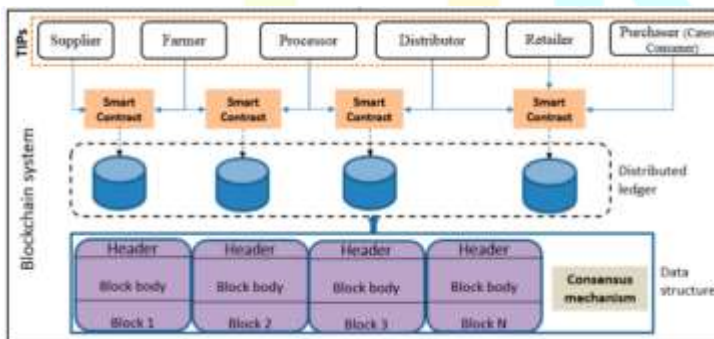 TIPs
Supplier
Farmer
Processor
Distributor
Retailer
Purchaser (Cater
Consumer)
Smart
Contract
Smart
Contract
Smart
Contract
Smart
Contract
Blockchain system
Distributed
ledger
Header
Header
Header
Header
Block body
Block body
Block body
Block body
Block 1
Block 2
Block 3
Block N
Consensus
mechanism
Data
structure